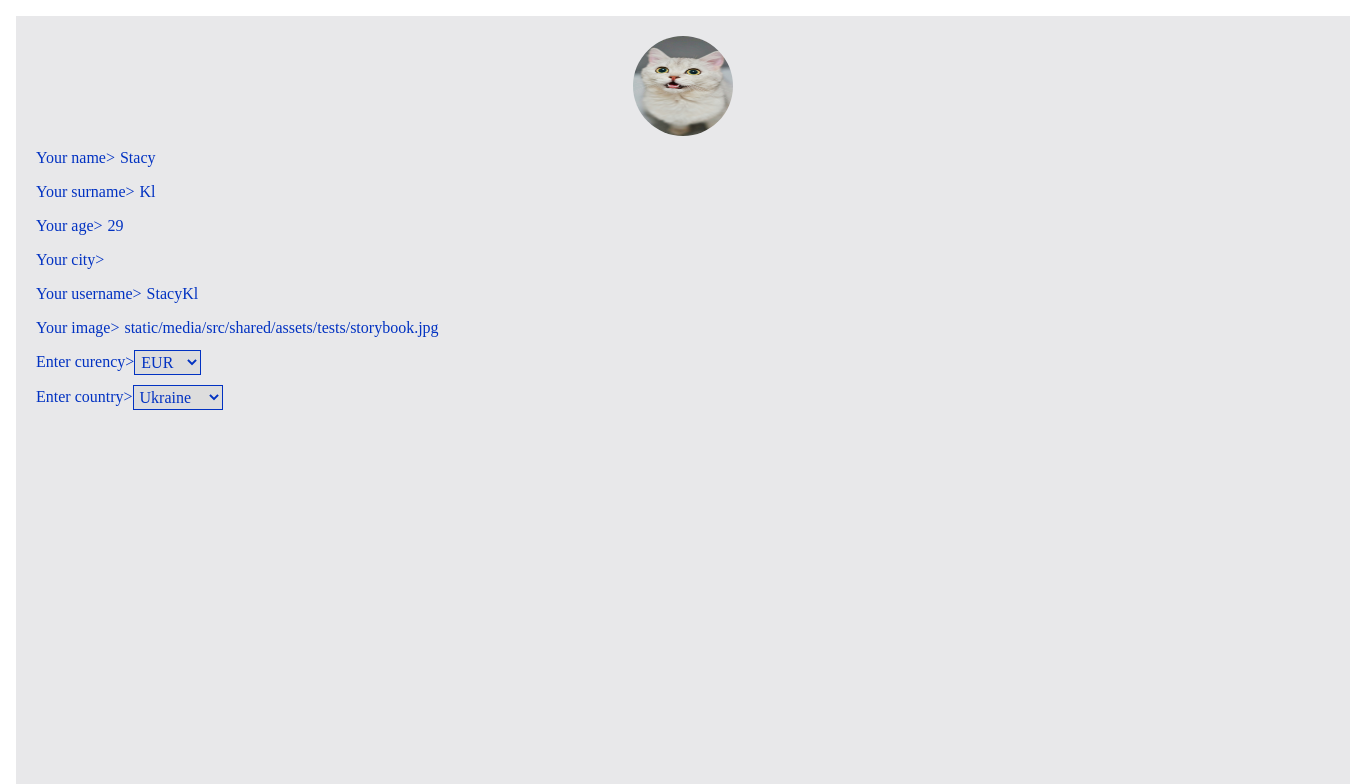 Your name> Stacy
Your surname> Kl
Your age> 29
Your city>
Your username> StacyKl
Your image> static/media/src/shared/assets/tests/storybook.jpg
Enter curency> EUR
Enter country> Ukraine